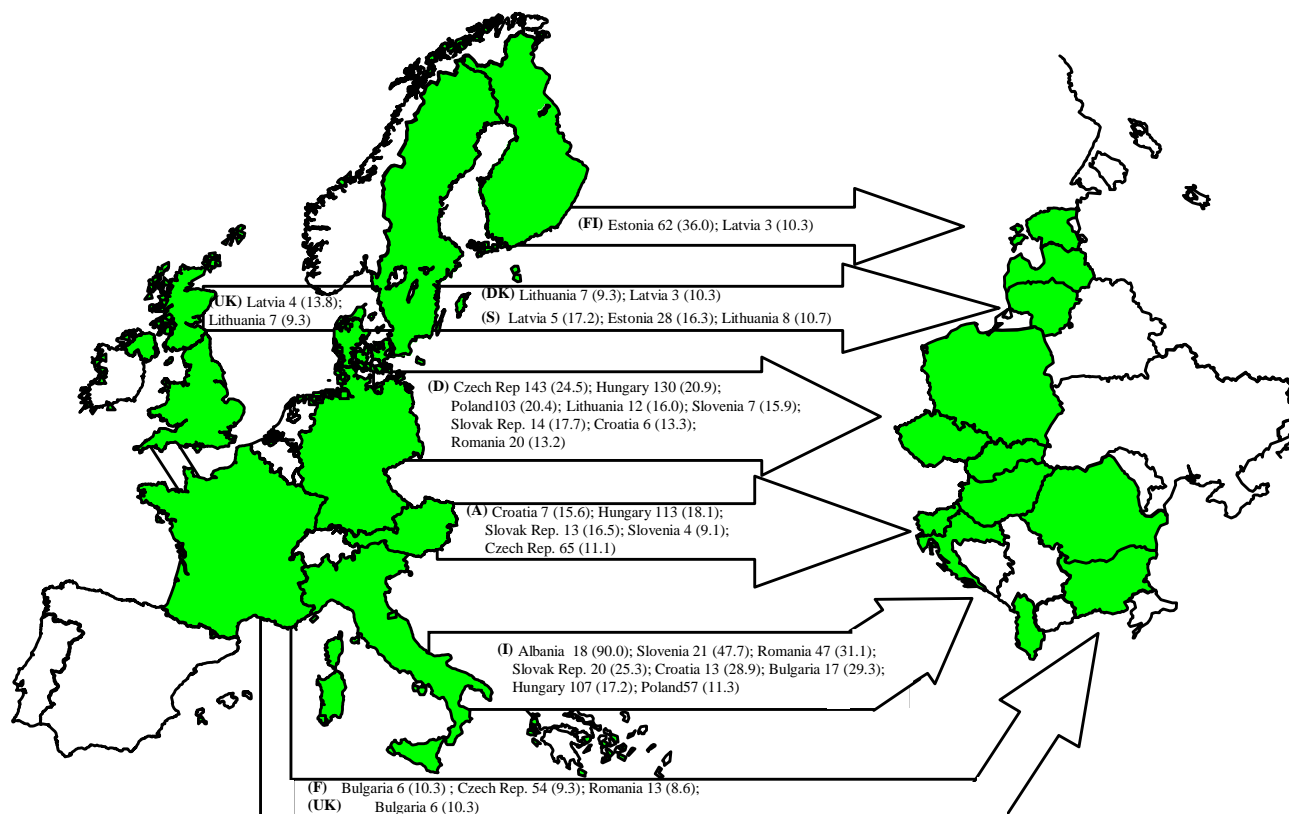 (FI) Estonia 62 (36.0); Latvia 3 (10.3)
(UK) Latvia 4 (13.8);
Lithuania 7 (9.3)
(DK) Lithuania 7 (9.3); Latvia 3 (10.3)
(S) Latvia 5 (17.2); Estonia 28 (16.3); Lithuania 8 (10.7)
(D) Czech Rep 143 (24.5); Hungary 130 (20.9);
Poland103 (20.4); Lithuania 12 (16.0); Slovenia 7 (15.9);
Slovak Rep. 14 (17.7); Croatia 6 (13.3);
Romania 20 (13.2)
(A) Croatia 7 (15.6); Hungary 113 (18.1);
Slovak Rep. 13 (16.5); Slovenia 4 (9.1);
Czech Rep. 65 (11.1)
(I) Albania 18 (90.0); Slovenia 21 (47.7); Romania 47 (31.1);
Slovak Rep. 20 (25.3); Croatia 13 (28.9); Bulgaria 17 (29.3);
Hungary 107 (17.2); Poland57 (11.3)
(F) Bulgaria 6 (10.3) ; Czech Rep. 54 (9.3); Romania 13 (8.6);
(UK) Bulgaria 6 (10.3)